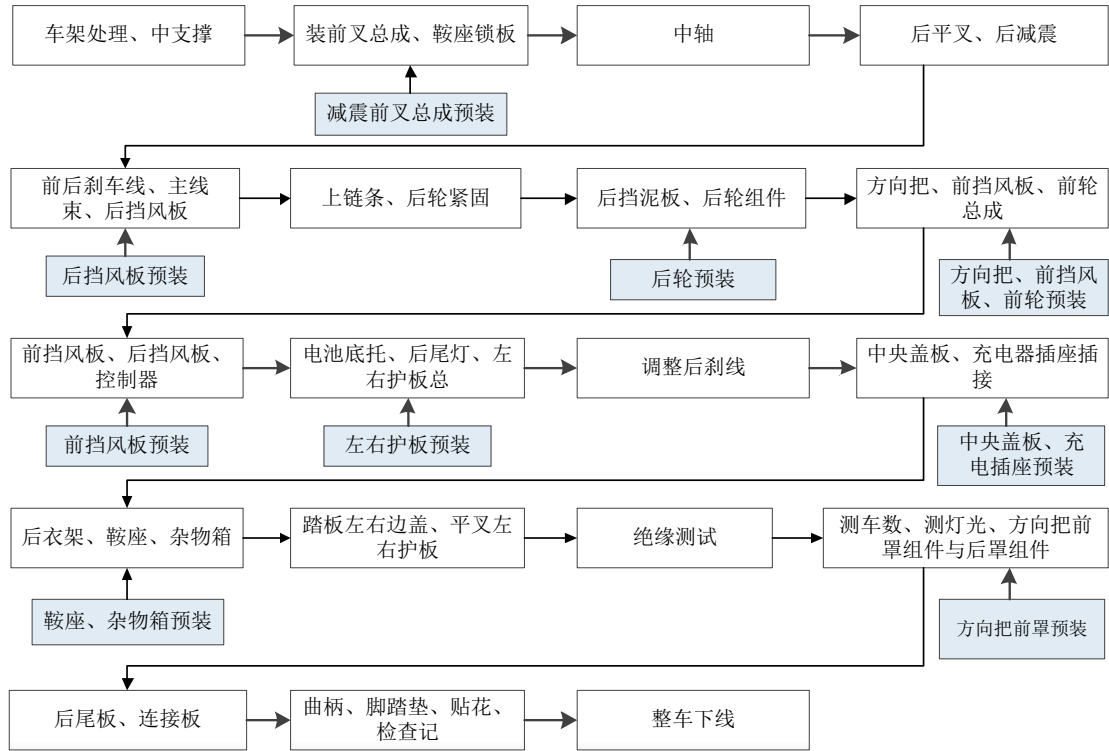 车架处理、中支撑
装前叉总成、鞍座锁板
中轴
后平叉、后减震
减震前叉总成预装
前后刹车线、主线
束、后挡风板
上链条、后轮紧固
后挡泥板、后轮组件
方向把、前挡风板、前轮
总成
后挡风板预装
后轮预装
方向把、前挡风
板、前轮预装
前挡风板、后挡风板、
控制器
电池底托、后尾灯、左
右护板总
调整后刹线
中央盖板、充电器插座插
接
前挡风板预装
左右护板预装
中央盖板、充
电插座预装
后衣架、鞍座、杂物箱
踏板左右边盖、平叉左
右护板
绝缘测试
测车数、测灯光、方向把前
罩组件与后罩组件
鞍座、杂物箱预装
方向把前罩预装
后尾板、连接板
曲柄、脚踏垫、贴花、
检查记
整车下线